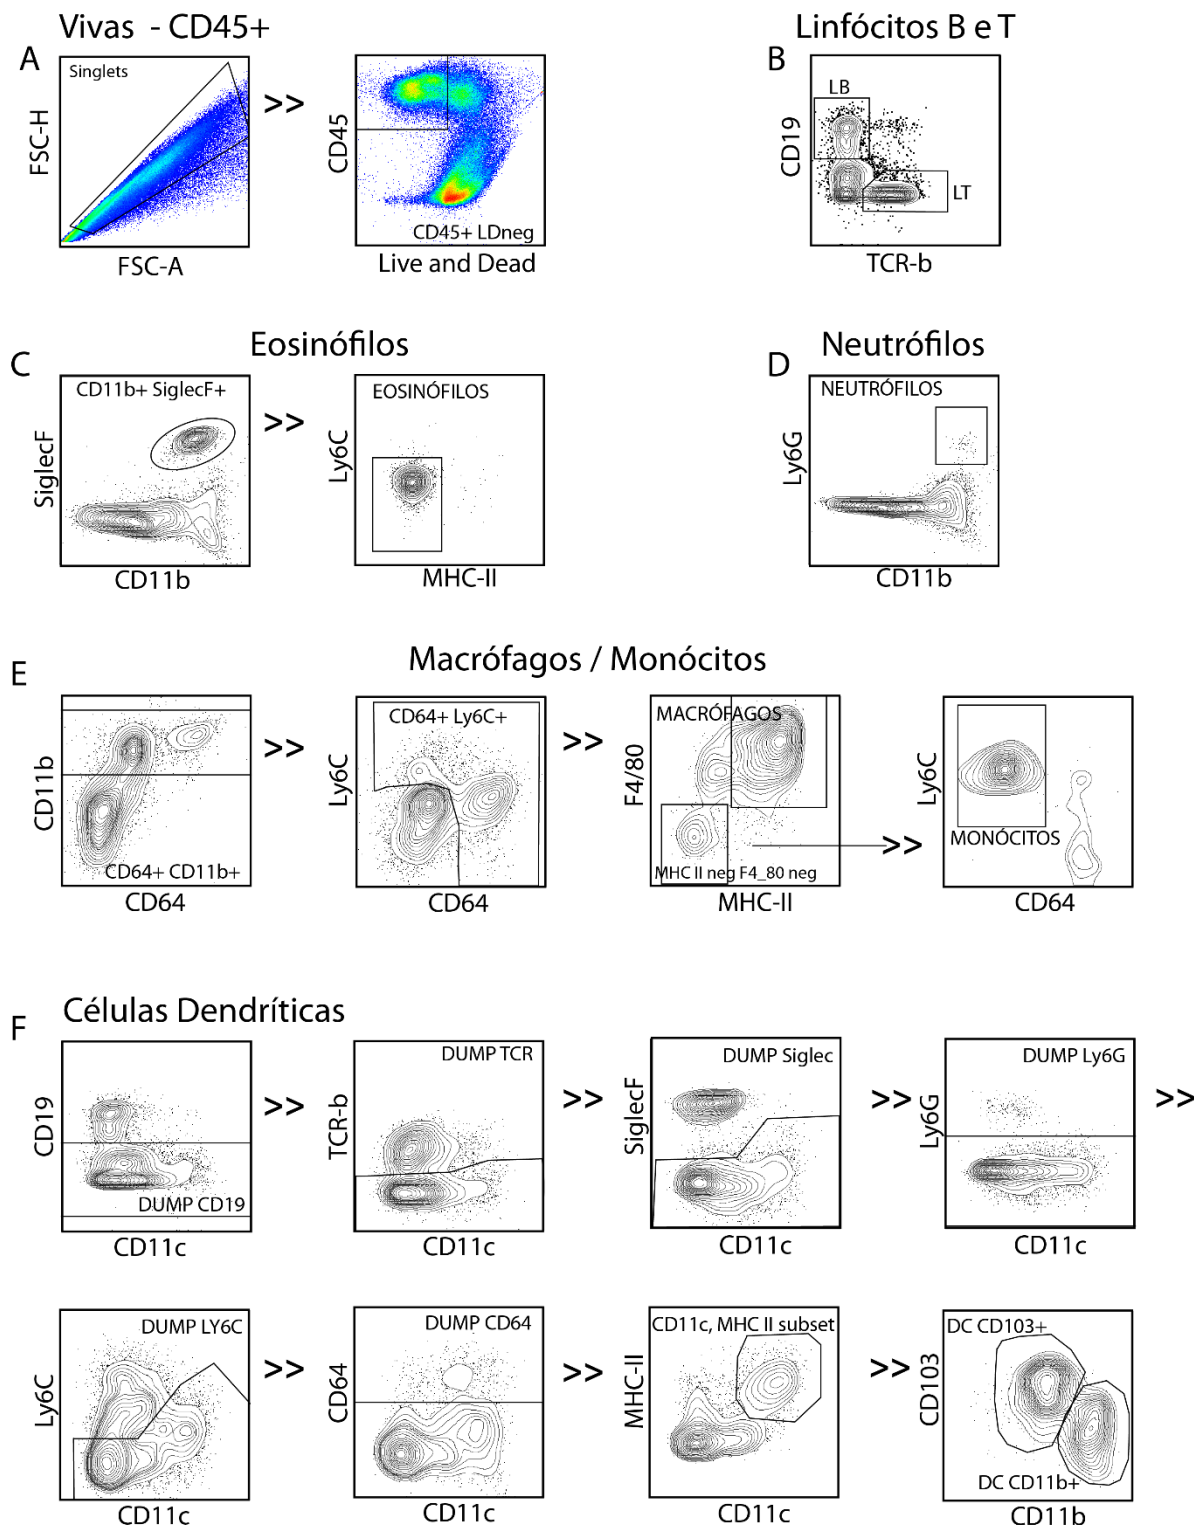 Vivas - CD45+
Linfócitos B e T
A
Singlets
FSC-H
FSC-A
>>
CD45
CD45+ LDneg
Live and Dead
B
LB
CD19
LT
TCR-b
Eosinófilos
Neutrófilos
C
CD11b+ SiglecF+
SiglecF
CD11b
>>
EOSINÓFILOS
Ly6C
MHC-II
D
NEUTRÓFILOS
Ly6G
CD11b
Macrófagos / Monócitos
E
CD11b
CD64+ CD11b+
CD64
>>
CD64+ Ly6C+
Ly6C
CD64
>>
MACRÓFAGOS
F4/80
MHC II neg F4_80 neg
MHC-II
>>
Ly6C
MONÓCITOS
CD64
Células Dendríticas
F
CD19
DUMP CD19
CD11c
>>
DUMP TCR
TCR-b
CD11c
>>
DUMP Siglec
SiglecF
CD11c
>>
DUMP Ly6G
Ly6G
CD11c
>>
DUMP LY6C
Ly6C
CD11c
>>
DUMP CD64
CD64
CD11c
>>
CD11c, MHC II subset
MHC-II
CD11c
>>
DC CD103+
CD103
DC CD11b+
CD11b